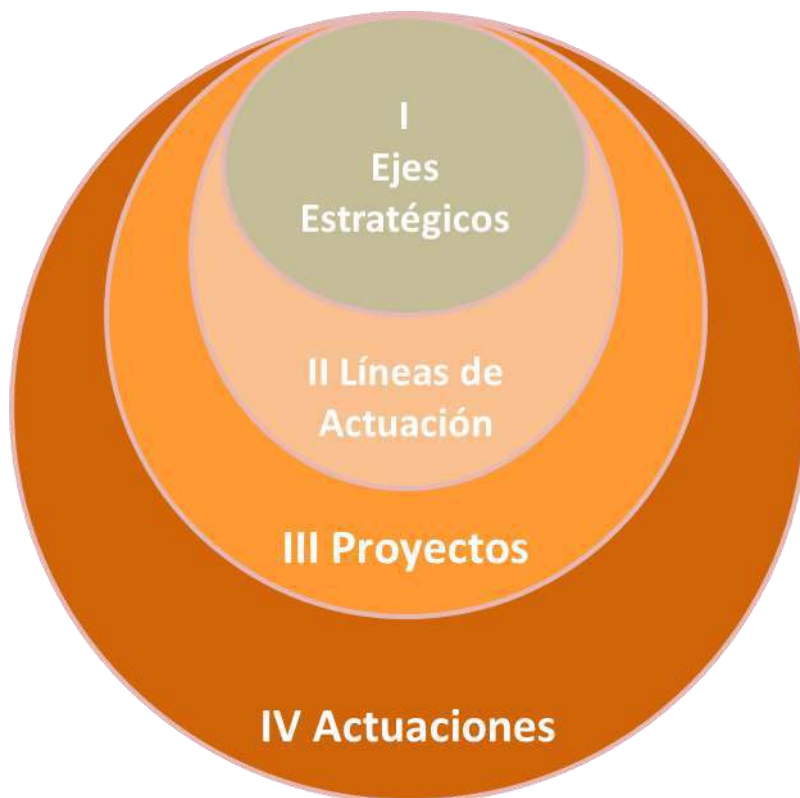 I
Ejes
Estratégicos
II Líneas de
Actuación
III Proyectos
IV Actuaciones